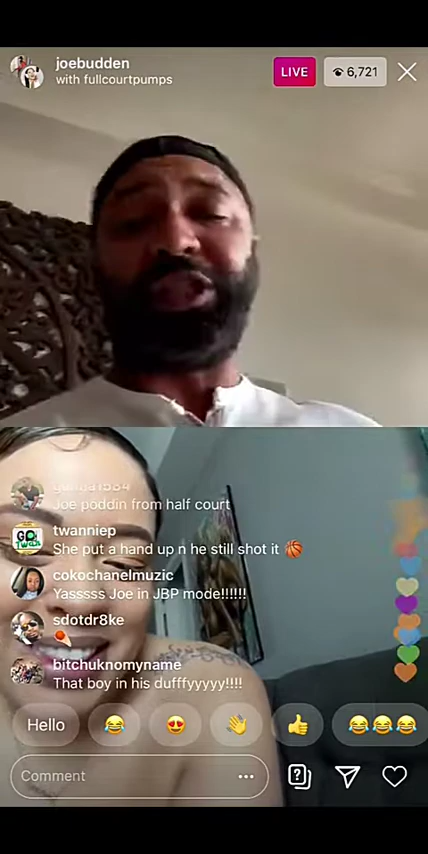 joebudden
with fullcourtpumps
LIVE
6,721
Joe poddin from half court
twanniep
She put a hand up n he still shot it 🏀
cokochanelmuzic
Yasssss Joe in JBP mode!!!!!!
sdotdr8ke
bitchuknomyname
That boy in his dufffyyyyy!!!!
Hello
Comment